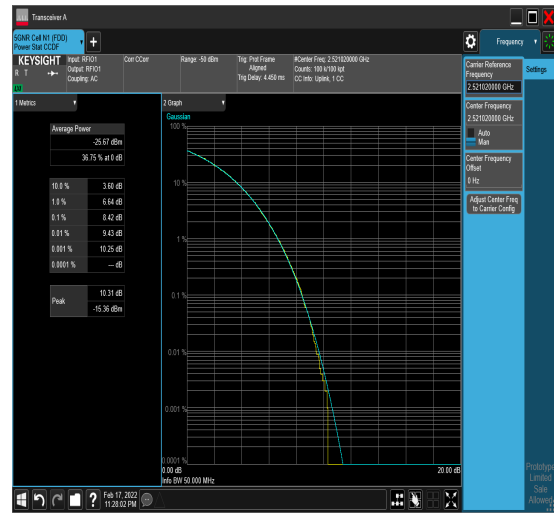 Transceiver A
5GNR Cell N1 (FDD)
Power Stat CCDF
Frequency
KEYSIGHT
R T
Input: RFIO1
Output: RFIO1
Coupling: AC
Corr CCorr
Range: -50 dBm
Trig: Prot Frame
Aligned
Trig Delay: 4.450 ms
#Center Freq: 2.521020000 GHz
Counts: 100 k/100 kpt
CC Info: Uplink, 1 CC
Carrier Reference
Frequency
2.521020000 GHz
Settings
1 Metrics
2 Graph
Center Frequency
2.521020000 GHz
Auto
Man
Center Frequency
Offset
0 Hz
Adjust Center Freq
to Carrier Config
Average Power
-25.67 dBm
36.75 % at 0 dB
10.0 % 3.60 dB
1.0 % 6.64 dB
0.1 % 8.42 dB
0.01 % 9.43 dB
0.001 % 10.25 dB
0.0001 % --- dB
Peak
10.31 dB
-15.36 dBm
Gaussian
100 %
10 %
1 %
0.1 %
0.01 %
0.001 %
0.0001 %
0.00 dB
20.00 dB
Info BW 50.000 MHz
Prototype
Limited
Sale
Allowed
?
Feb 17, 2022
11:28:02 PM